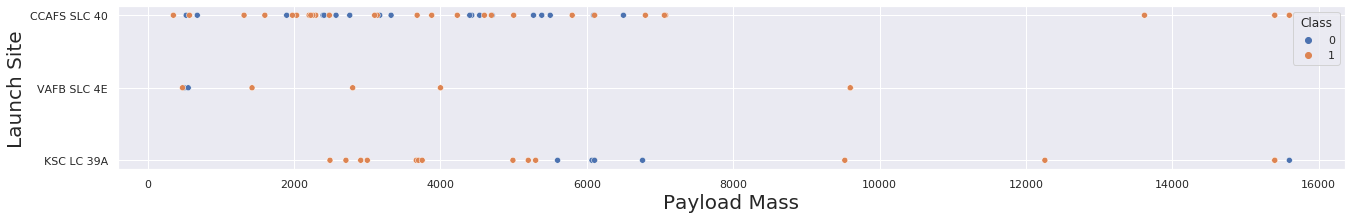 CCAFS SLC 40
VAFB SLC 4E
KSC LC 39A
Launch Site
Class
0
1
0 2000 4000 6000 8000 10000 12000 14000 16000
Payload Mass